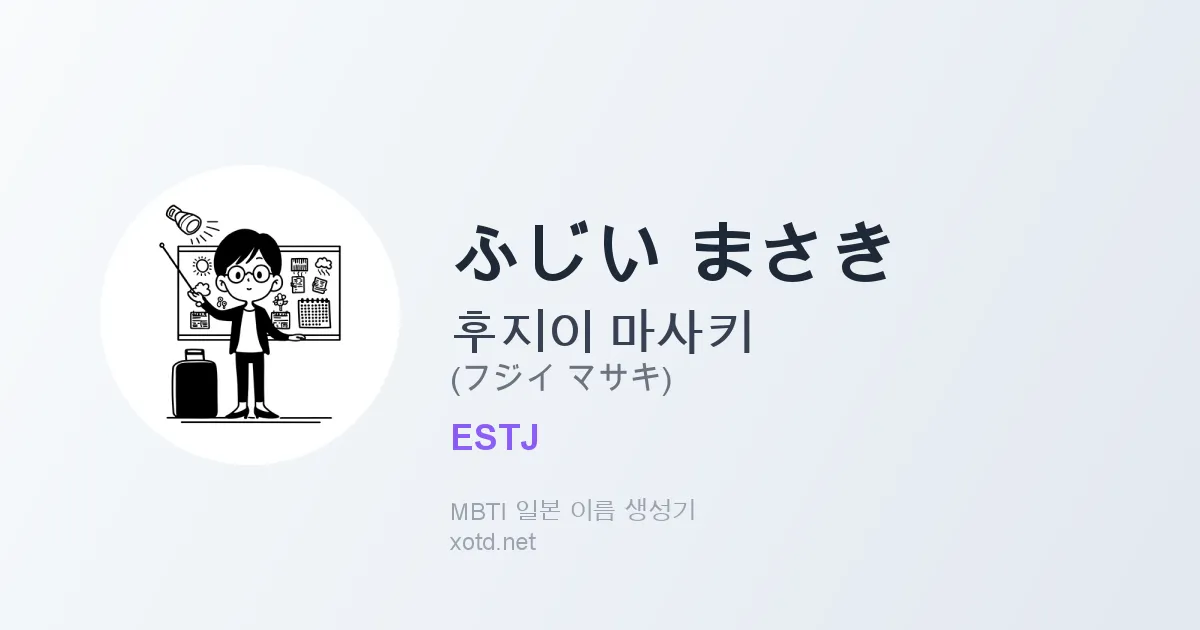 ふじい まさき
후지이 마사키
(フジイ マサキ)
ESTJ
MBTI 일본 이름 생성기
xotd.net